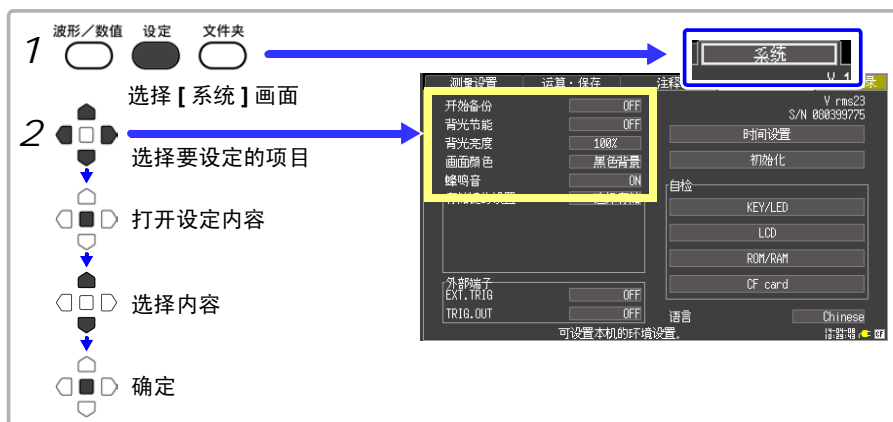 1
波形／数值 设定 文件夹
选择 [ 系统 ] 画面
2
选择要设定的项目
打开设定内容
选择内容
确定
系统
测量设置 运算・保存 注释
开始备份 OFF
背光节能 OFF
背光亮度 100%
画面颜色 黑色背景
蜂鸣音 ON
外部端子
EXT.TRIG OFF
TRIG.OUT OFF
V rms23
S/N 080399775
时间设置
初始化
自检
KEY/LED
LCD
ROM/RAM
CF card
语言 Chinese
可设置本机的环境设置。